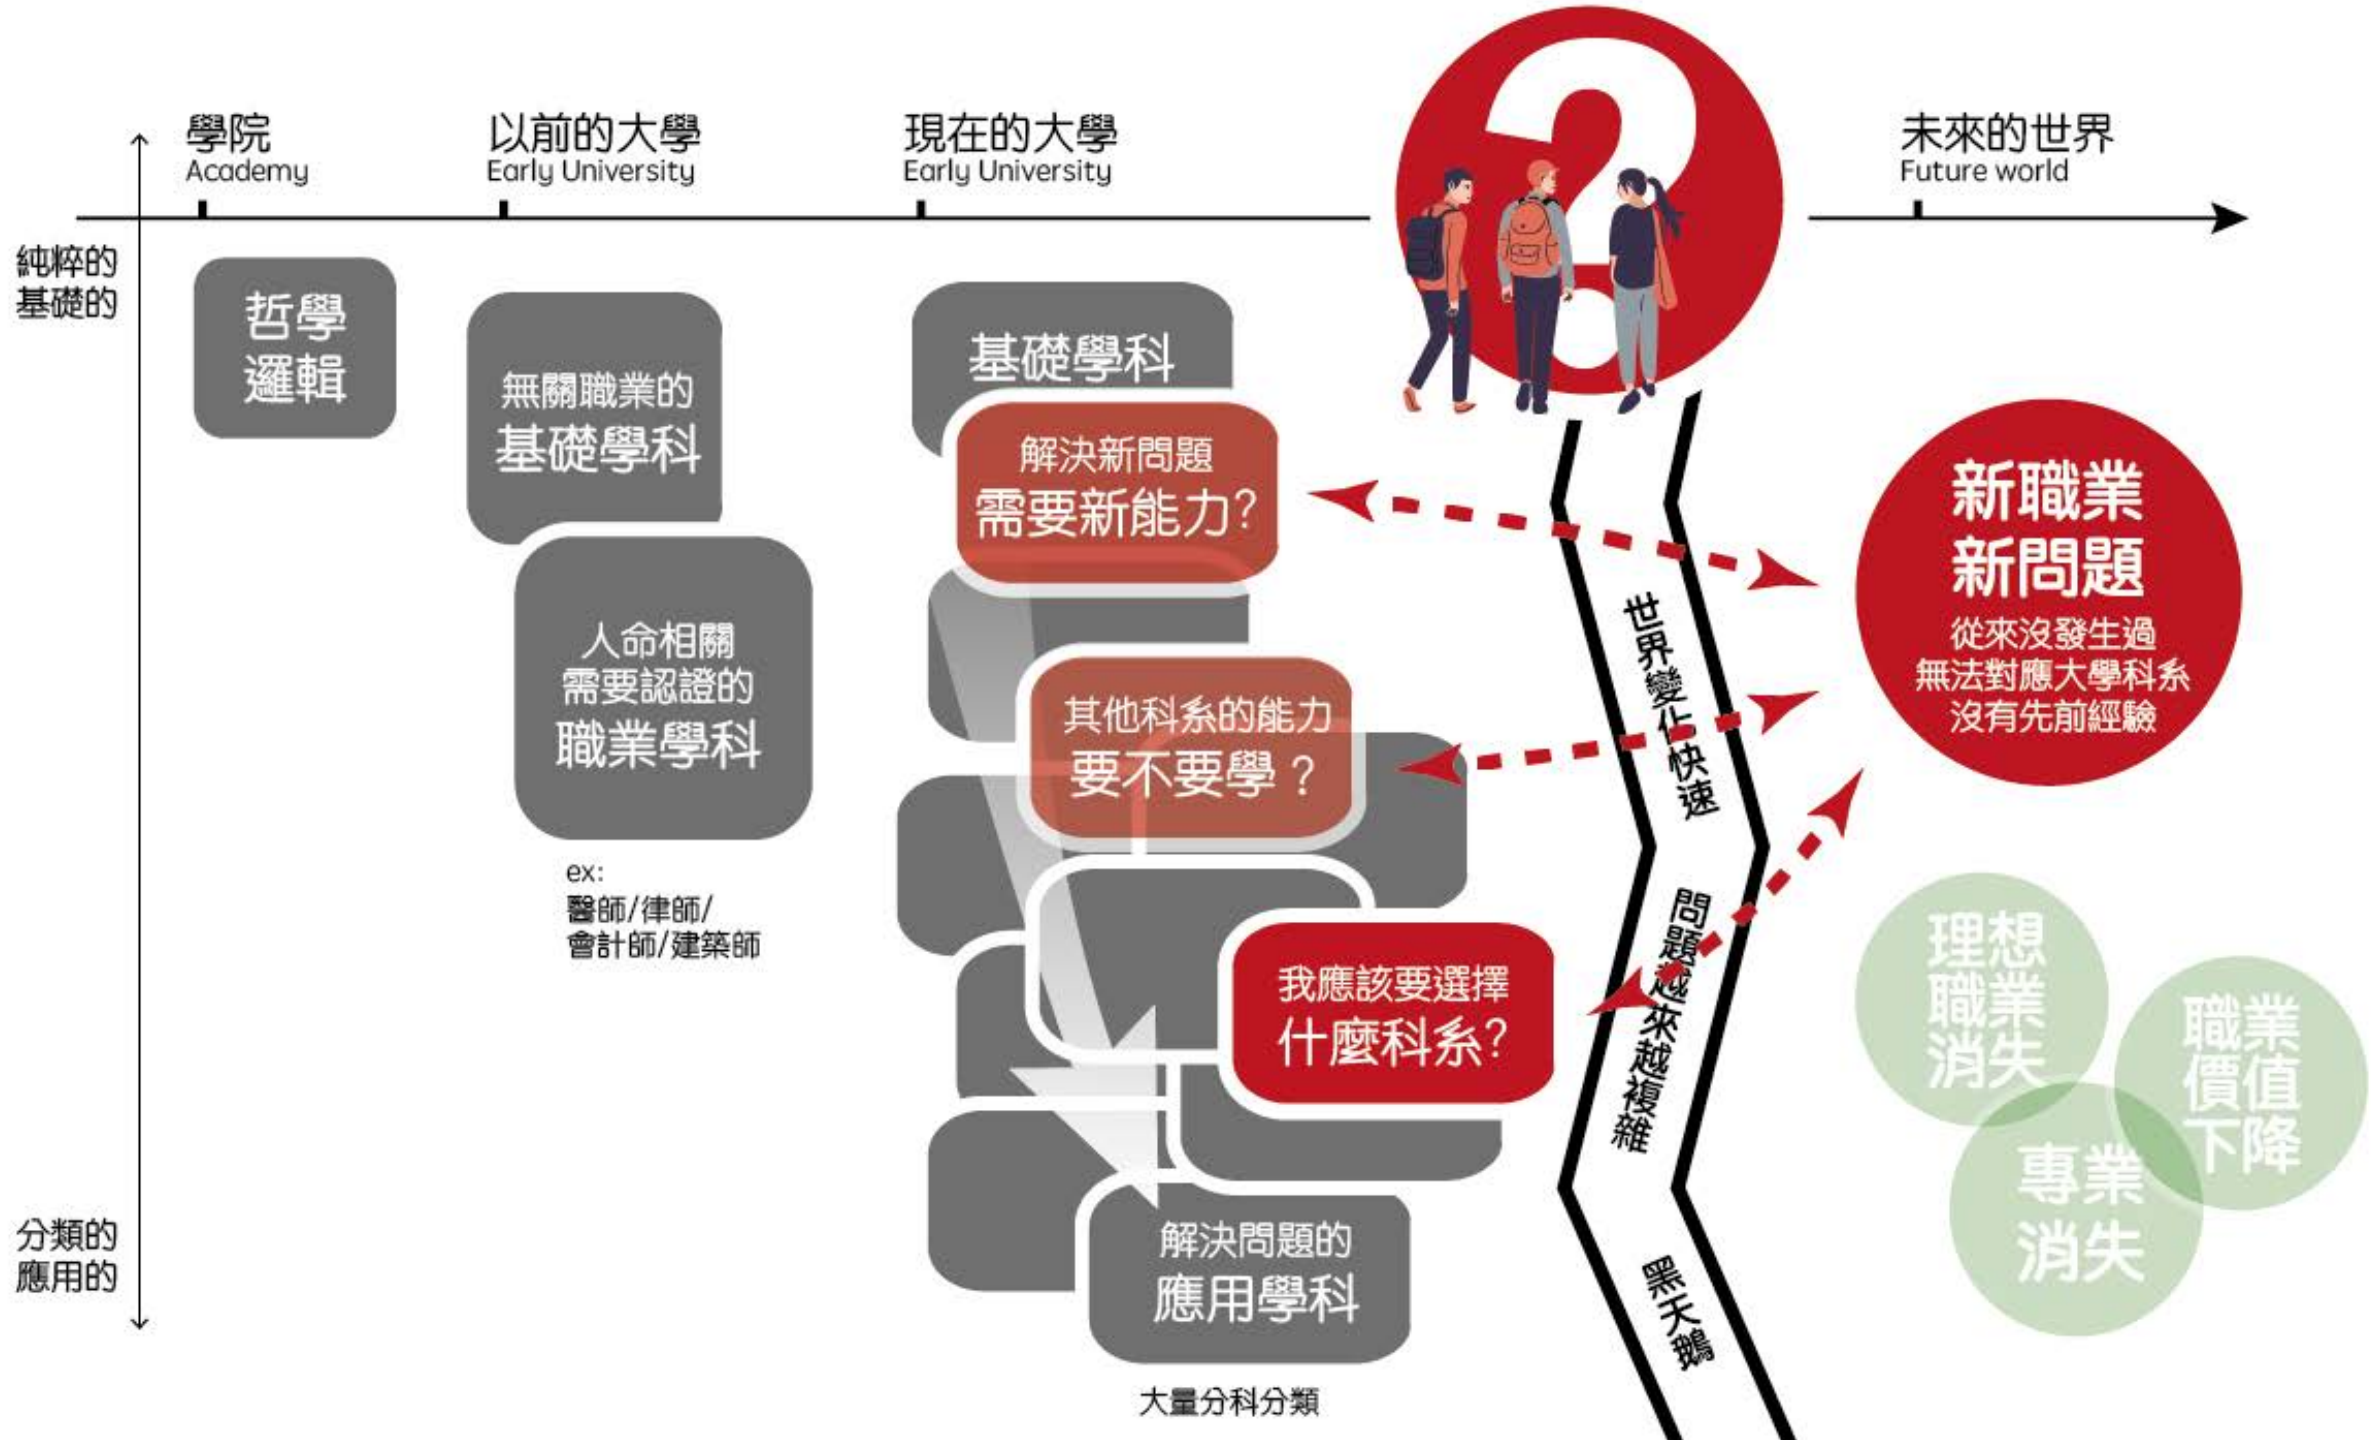 學院
Academy
以前的大學
Early University
現在的大學
Early University
?
未來的世界
Future world
純粹的
基礎的
分類的
應用的
哲學
邏輯
無關職業的
基礎學科
人命相關
需要認證的
職業學科
ex:
醫師/律師/
會計師/建築師
基礎學科
解決新問題
需要新能力?
其他科系的能力
要不要學？
我應該要選擇
什麼科系?
解決問題的
應用學科
大量分科分類
世界變化快速
問題越來越複雜
黑天鵝
新職業
新問題
從來沒發生過
無法對應大學科系
沒有先前經驗
理想
職業
消失
職業
價值
下降
專業
消失